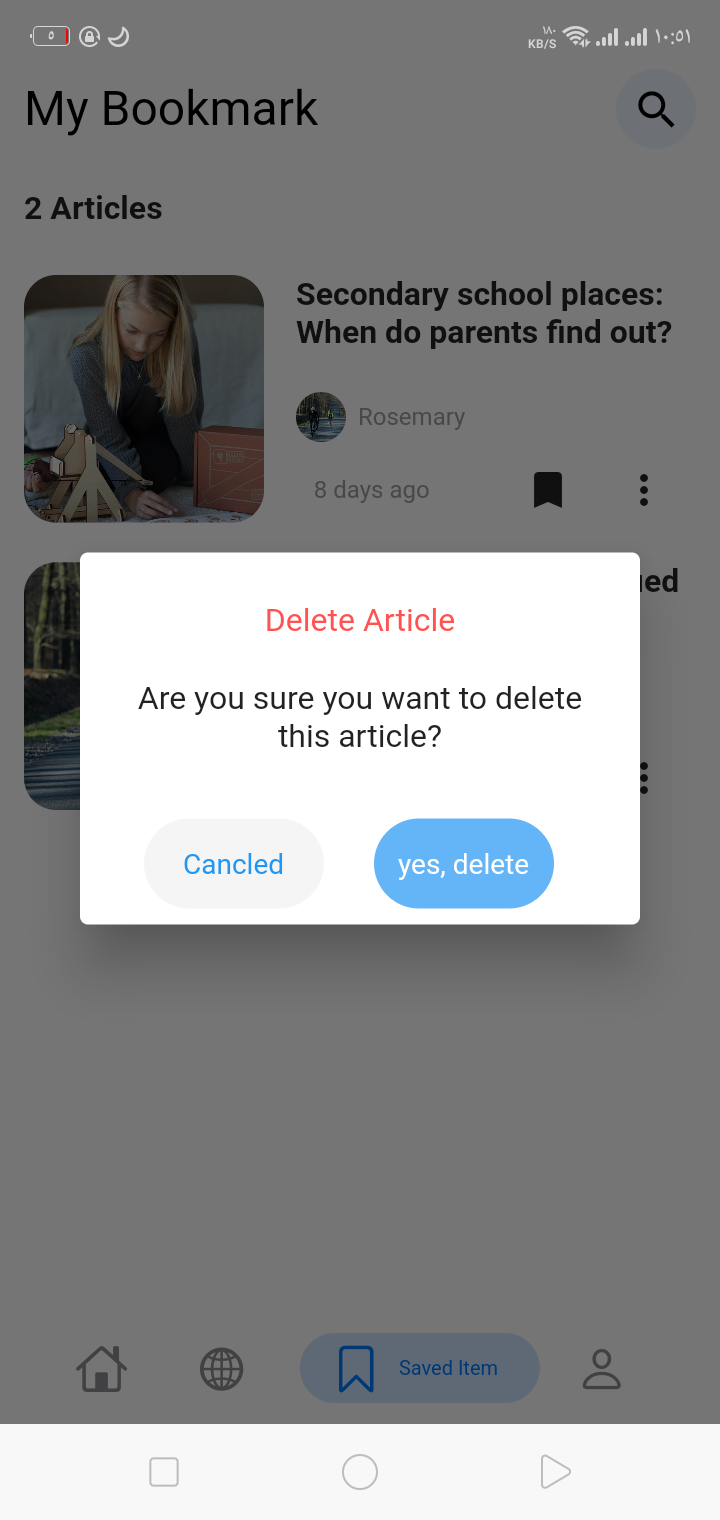 ٥
١٨٠
KB/S
١٠:٥١
My Bookmark
2 Articles
Secondary school places:
When do parents find out?
Rosemary
8 days ago
Delete Article
Are you sure you want to delete
this article?
Cancled
yes, delete
Saved Item